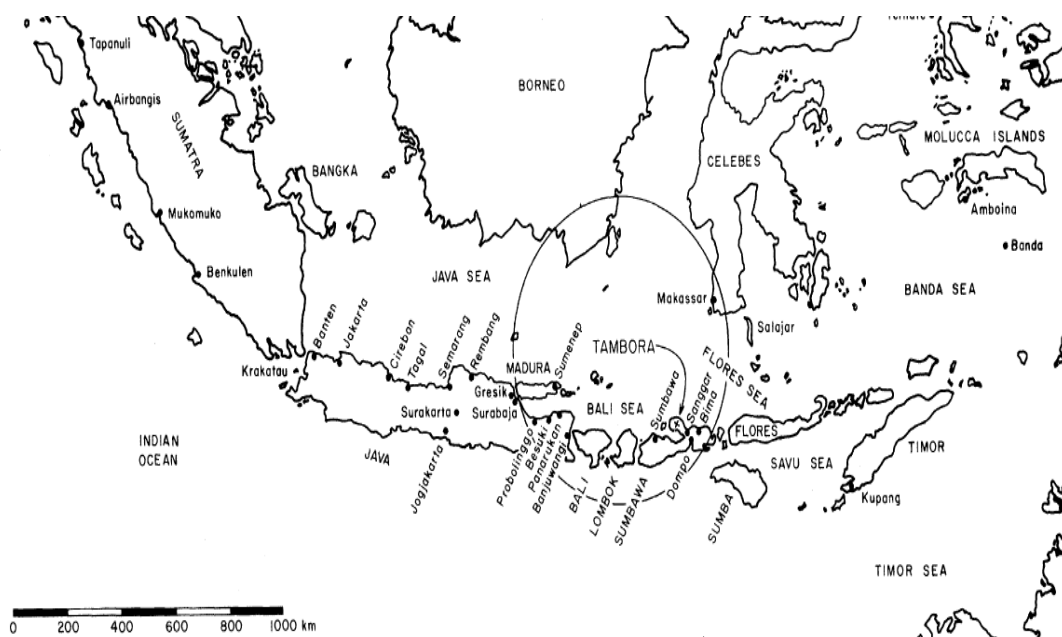 Tapanuli
Airbangis
SUMATRA
Mukomuko
Benkulen
BANGKA
BORNEO
CELEBES
MOLUCCA ISLANDS
Amboina
Banda
BANDA SEA
JAVA SEA
Makassar
Salajar
Banten
Jakarta
Cirebon
Tagal
Semarang
Rembang
MADURA
Sumenep
TAMBORA
FLORES SEA
Krakatau
Gresik
Surabaja
Surakarta
BALI SEA
Sumbawa
Sanggar
Bima
FLORES
TIMOR
INDIAN
OCEAN
JAVA
Jogjakarta
Probolinggo
Besuki
Panarukan
Banjuwangi
BALI
LOMBOK
SUMBAWA
Dompo
SUMBA
SAVU SEA
Kupang
TIMOR SEA
0 200 400 600 800 1000 km